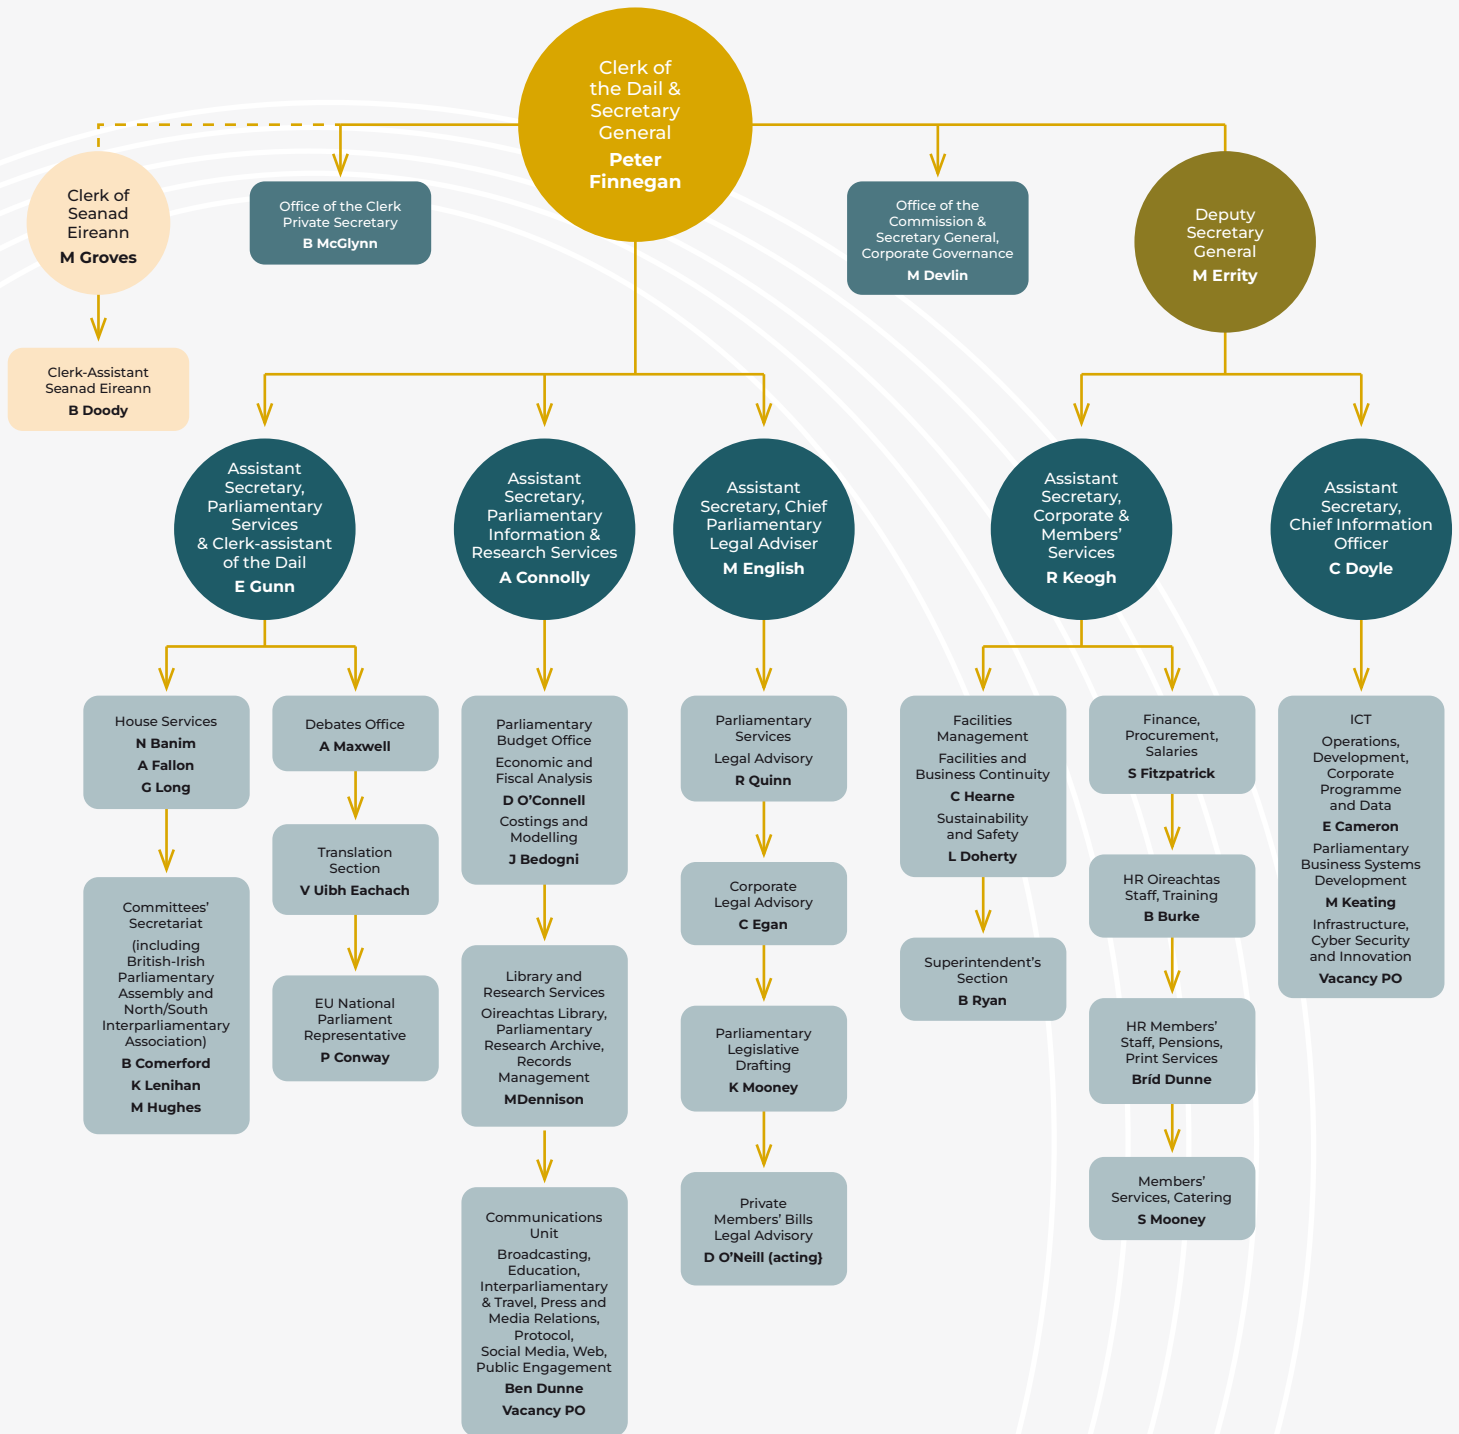 Clerk of
the Dail &
Secretary
General
Peter
Finnegan
Clerk of
Seanad
Eireann
M Groves
Office of the Clerk
Private Secretary
B McGlynn
Office of the
Commission &
Secretary General,
Corporate Governance
M Devlin
Deputy
Secretary
General
M Errity
Clerk-Assistant
Seanad Eireann
B Doody
Assistant
Secretary,
Parliamentary
Services
& Clerk-assistant
of the Dail
E Gunn
Assistant
Secretary,
Parliamentary
Information &
Research Services
A Connolly
Assistant
Secretary, Chief
Parliamentary
Legal Adviser
M English
Assistant
Secretary,
Corporate &
Members’
Services
R Keogh
Assistant
Secretary,
Chief Information
Officer
C Doyle
House Services
N Banim
A Fallon
G Long
Committees’
Secretariat
(including
British-Irish
Parliamentary
Assembly and
North/South
Interparliamentary
Association)
B Comerford
K Lenihan
M Hughes
Debates Office
A Maxwell
Translation
Section
V Uibh Eachach
EU National
Parliament
Representative
P Conway
Parliamentary
Budget Office
Economic and
Fiscal Analysis
D O’Connell
Costings and
Modelling
J Bedogni
Library and
Research Services
Oireachtas Library,
Parliamentary
Research Archive,
Records
Management
MDennison
Communications
Unit
Broadcasting,
Education,
Interparliamentary
& Travel, Press and
Media Relations,
Protocol,
Social Media, Web,
Public Engagement
Ben Dunne
Vacancy PO
Parliamentary
Services
Legal Advisory
R Quinn
Corporate
Legal Advisory
C Egan
Parliamentary
Legislative
Drafting
K Mooney
Private
Members’ Bills
Legal Advisory
D O’Neill (acting}
Facilities
Management
Facilities and
Business Continuity
C Hearne
Sustainability
and Safety
L Doherty
Superintendent’s
Section
B Ryan
Finance,
Procurement,
Salaries
S Fitzpatrick
HR Oireachtas
Staff, Training
B Burke
HR Members’
Staff, Pensions,
Print Services
Bríd Dunne
Members’
Services, Catering
S Mooney
ICT
Operations,
Development,
Corporate
Programme
and Data
E Cameron
Parliamentary
Business Systems
Development
M Keating
Infrastructure,
Cyber Security
and Innovation
Vacancy PO